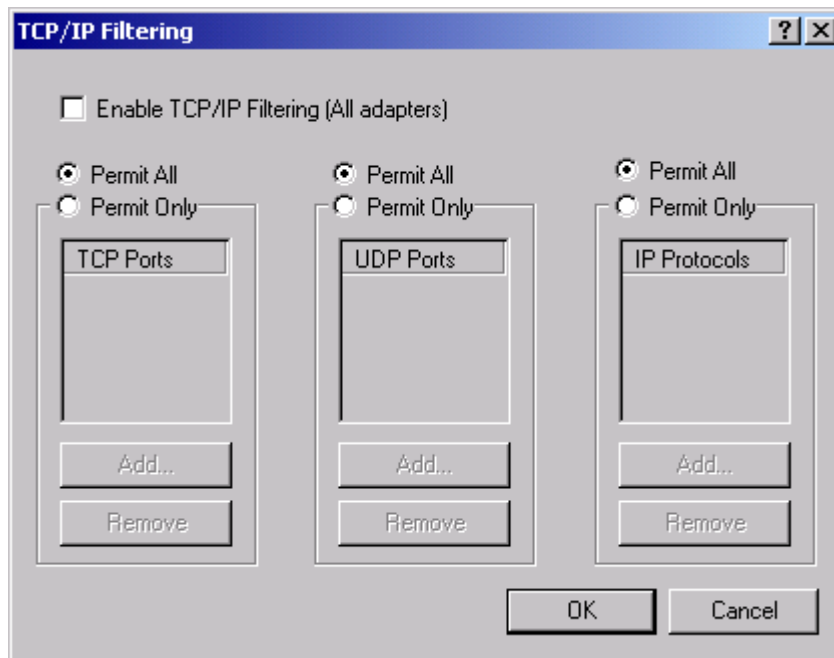 TCP/IP Filtering
Enable TCP/IP Filtering (All adapters)
Permit All
Permit Only
TCP Ports
Add...
Remove
Permit All
Permit Only
UDP Ports
Add...
Remove
Permit All
Permit Only
IP Protocols
Add...
Remove
OK
Cancel